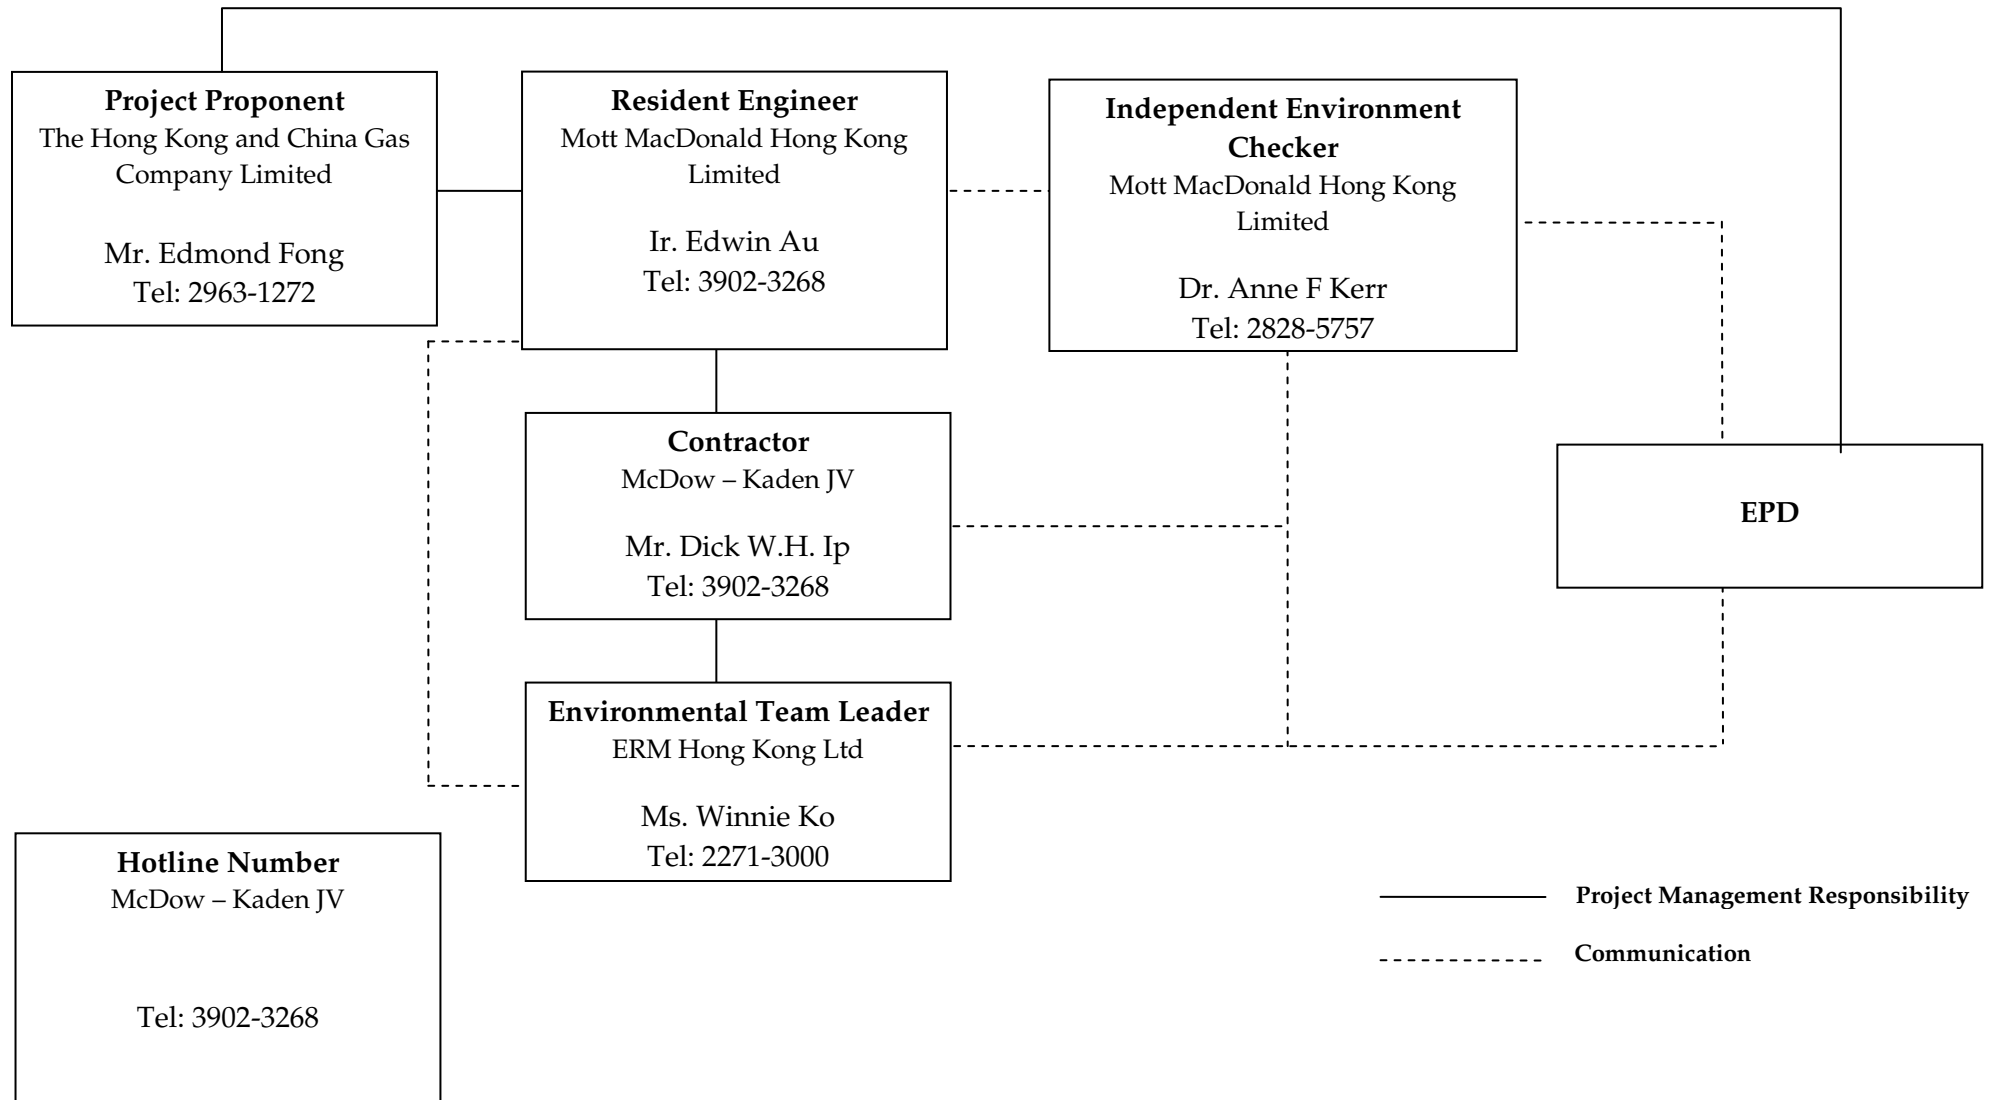 Project Proponent
The Hong Kong and China Gas
Company Limited
Mr. Edmond Fong
Tel: 2963-1272
Resident Engineer
Mott MacDonald Hong Kong
Limited
Ir. Edwin Au
Tel: 3902-3268
Independent Environment
Checker
Mott MacDonald Hong Kong
Limited
Dr. Anne F Kerr
Tel: 2828-5757
Contractor
McDow – Kaden JV
Mr. Dick W.H. Ip
Tel: 3902-3268
EPD
Environmental Team Leader
ERM Hong Kong Ltd
Ms. Winnie Ko
Tel: 2271-3000
Hotline Number
McDow – Kaden JV
Tel: 3902-3268
Project Management Responsibility
Communication